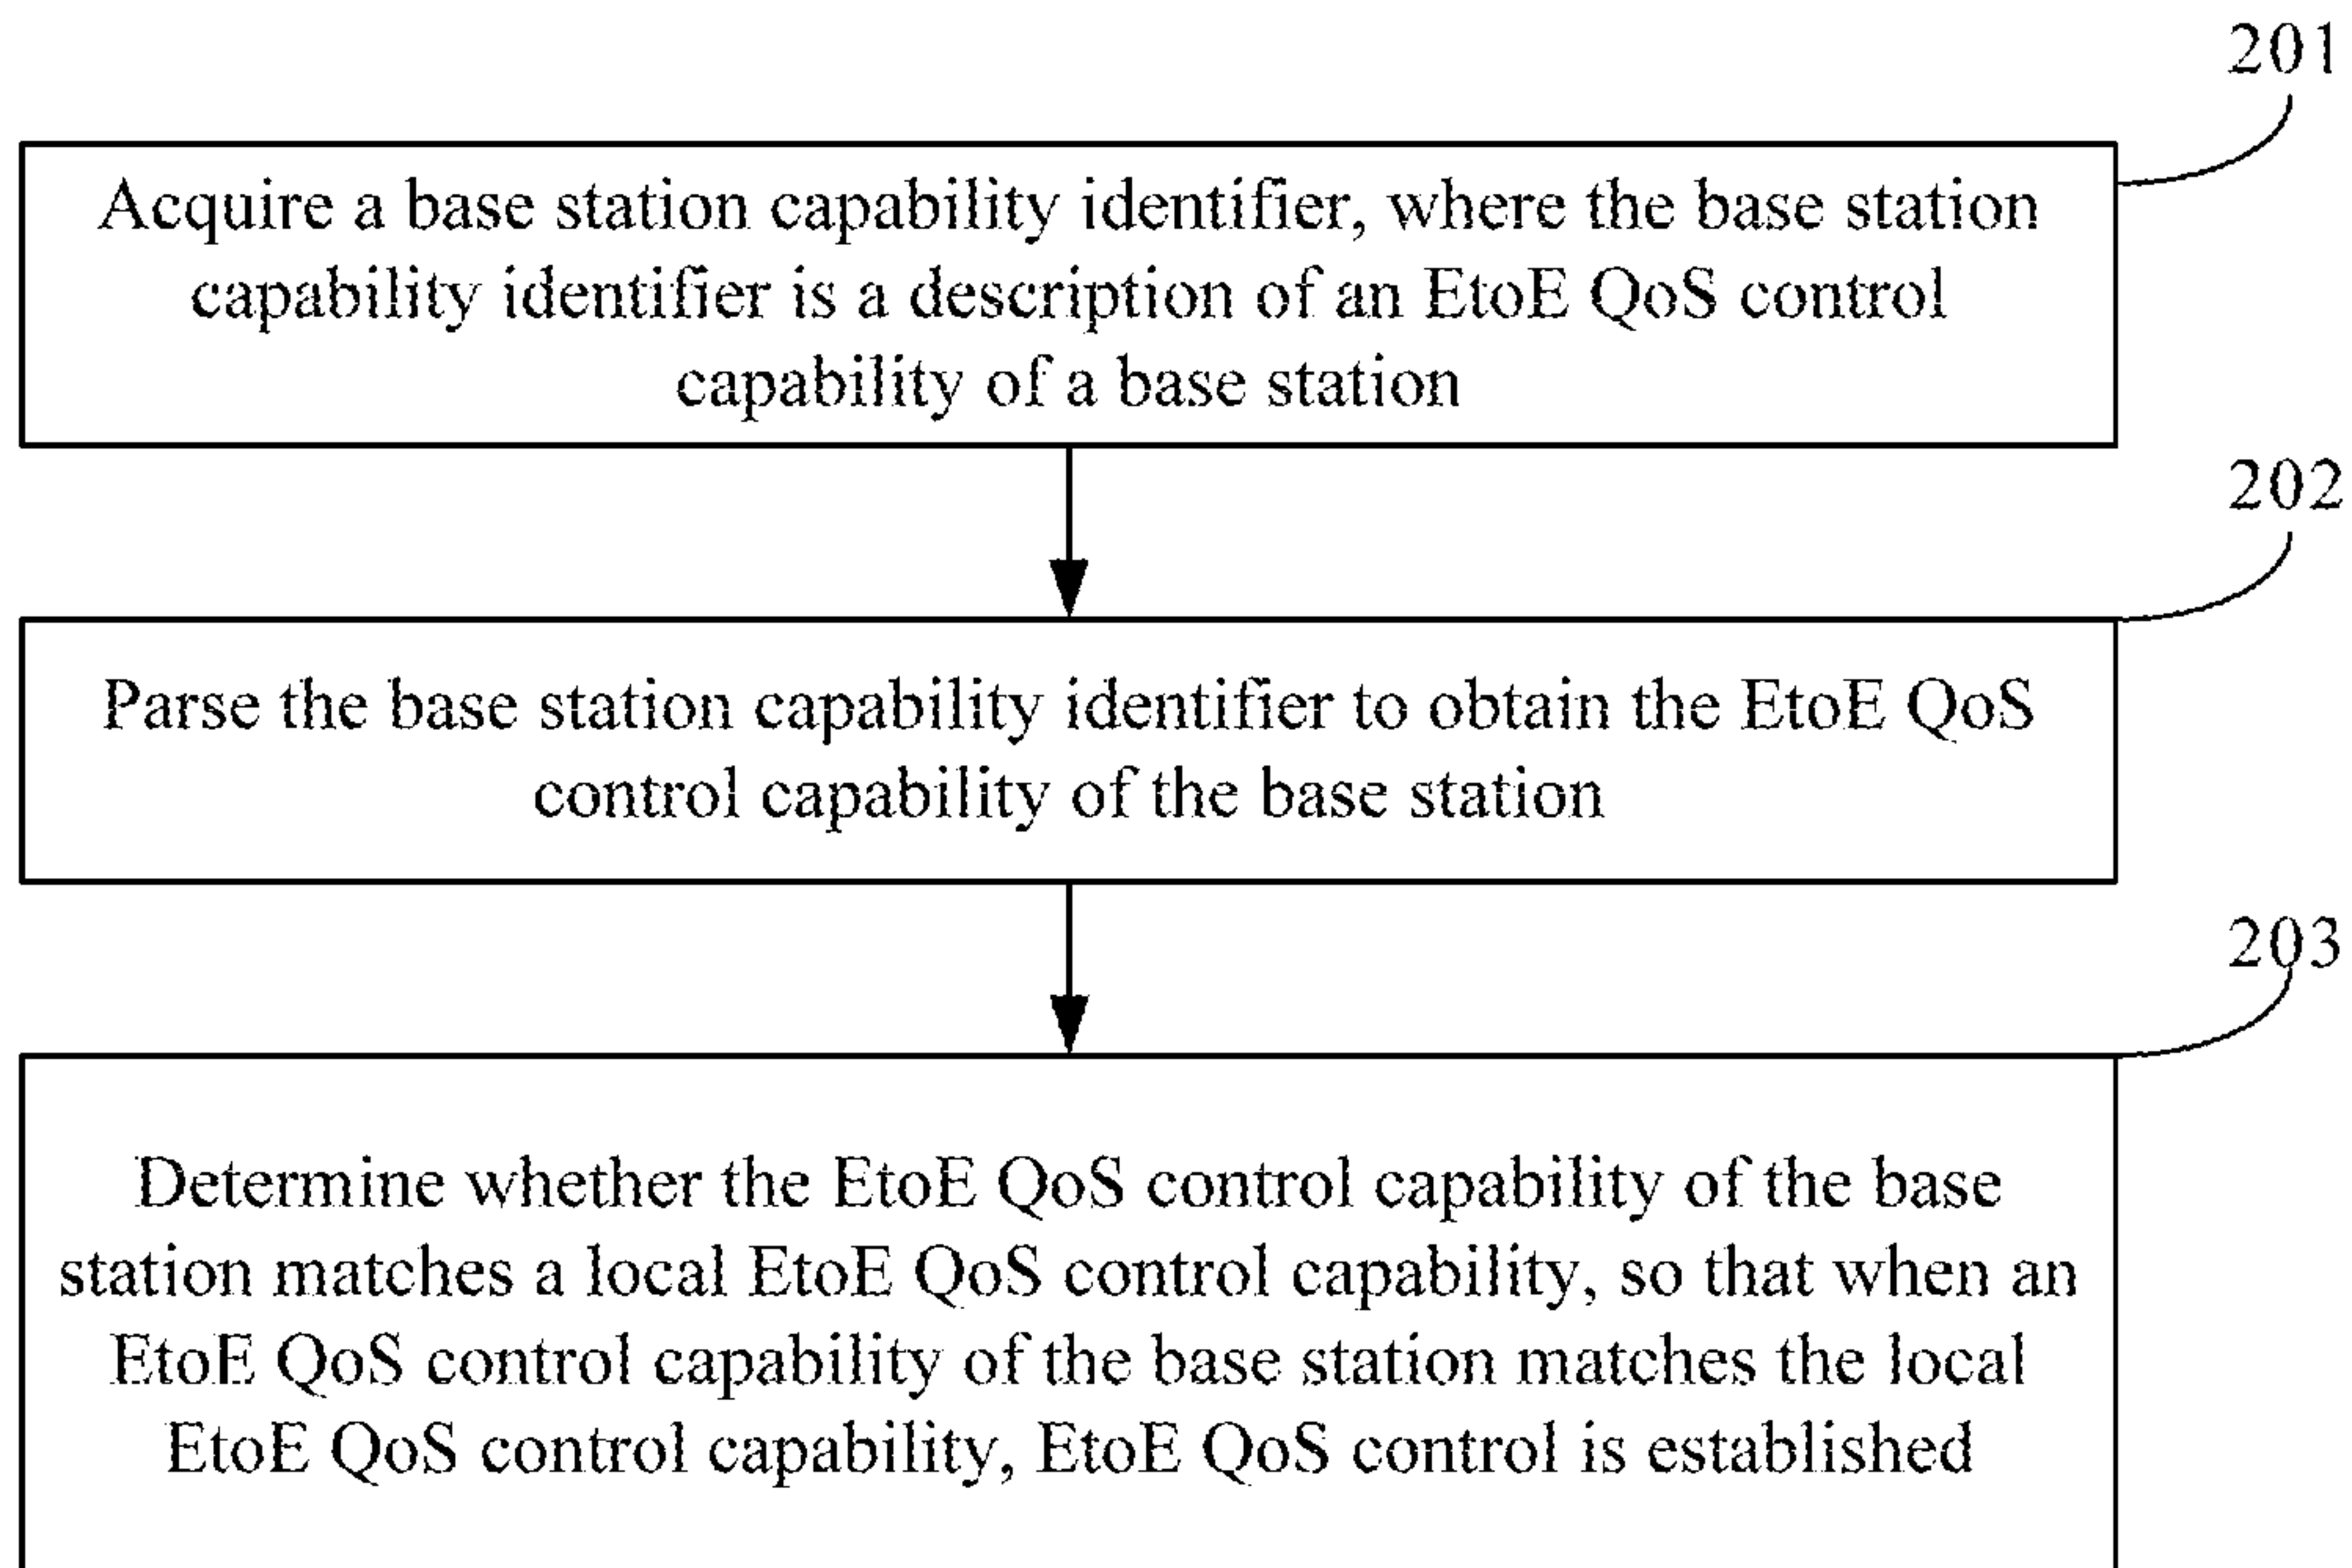 201
Acquire a base station capability identifier, where the base station
capability identifier is a description of an EtoE QoS control
capability of a base station
202
Parse the base station capability identifier to obtain the EtoE QoS
control capability of the base station
203
Determine whether the EtoE QoS control capability of the base
station matches a local EtoE QoS control capability, so that when an
EtoE QoS control capability of the base station matches the local
EtoE QoS control capability, EtoE QoS control is established